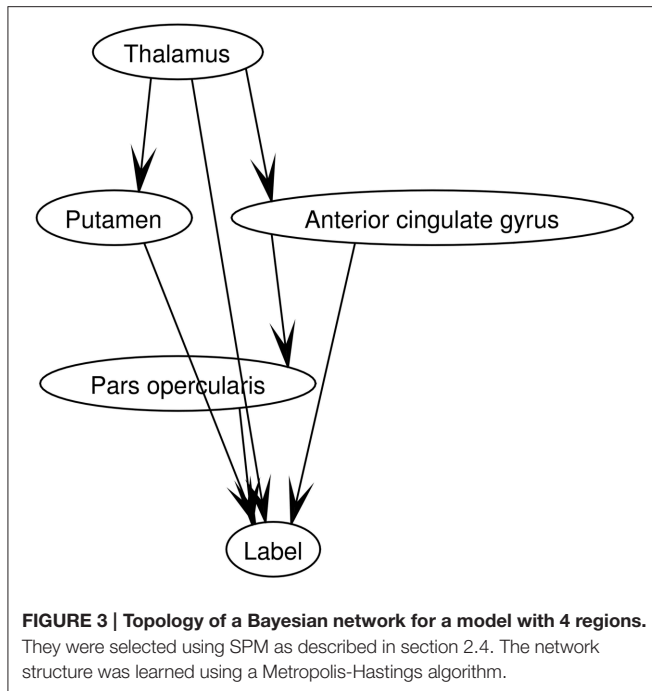 Thalamus
Putamen
Anterior cingulate gyrus
Pars opercularis
Label
FIGURE 3 | Topology of a Bayesian network for a model with 4 regions.
They were selected using SPM as described in section 2.4. The network
structure was learned using a Metropolis-Hastings algorithm.